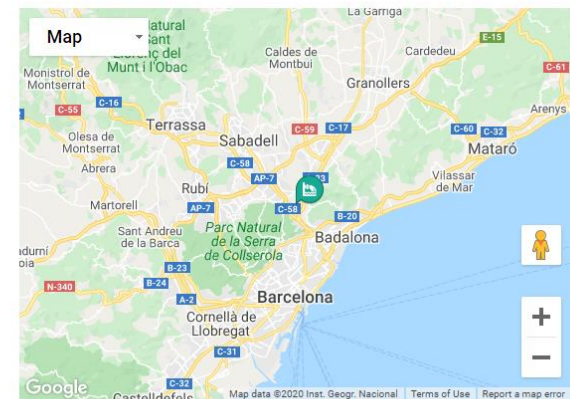 La Garriga
Map
Natural
Sant
Llorenç del
Munt i l'Obac
Caldes de
Montbui
Cardedeu
E-15
Monistrol de
Montserrat
Granollers
C-61
C-16
C-55
Arenys
Terrassa
C-59
C-17
C-60
C-32
Olesa de
Montserrat
Sabadell
Mataró
C-58
Abrera
AP-7
Vilassar
de Mar
Rubí
Martorell
AP-7
C-58
B-20
Sant Andreu
de la Barca
Parc Natural
de la Serra
de Collserola
Badalona
B-23
B-24
N-340
A-2
Barcelona
Cornellà de
Llobregat
C-31
C-32
Castelldefels
Google
Map data ©2020 Inst. Geogr. Nacional
Terms of Use
Report a map error